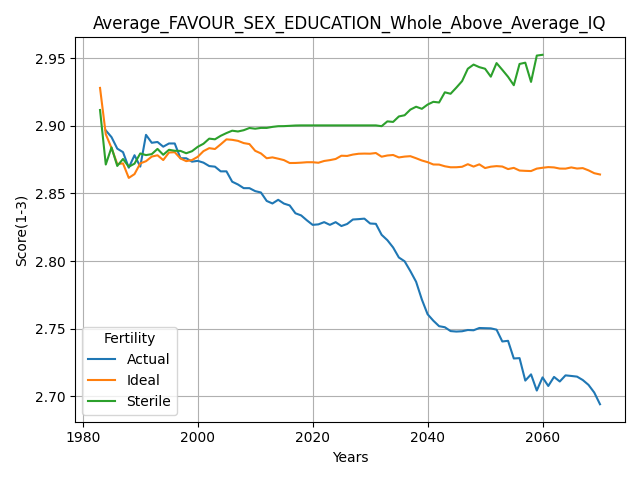 Average_FAVOUR_SEX_EDUCATION_Whole_Above_Average_IQ
Score(1-3)
2.95
2.90
2.85
2.80
2.75
2.70
Fertility
Actual
Ideal
Sterile
1980
2000
2020
2040
2060
Years